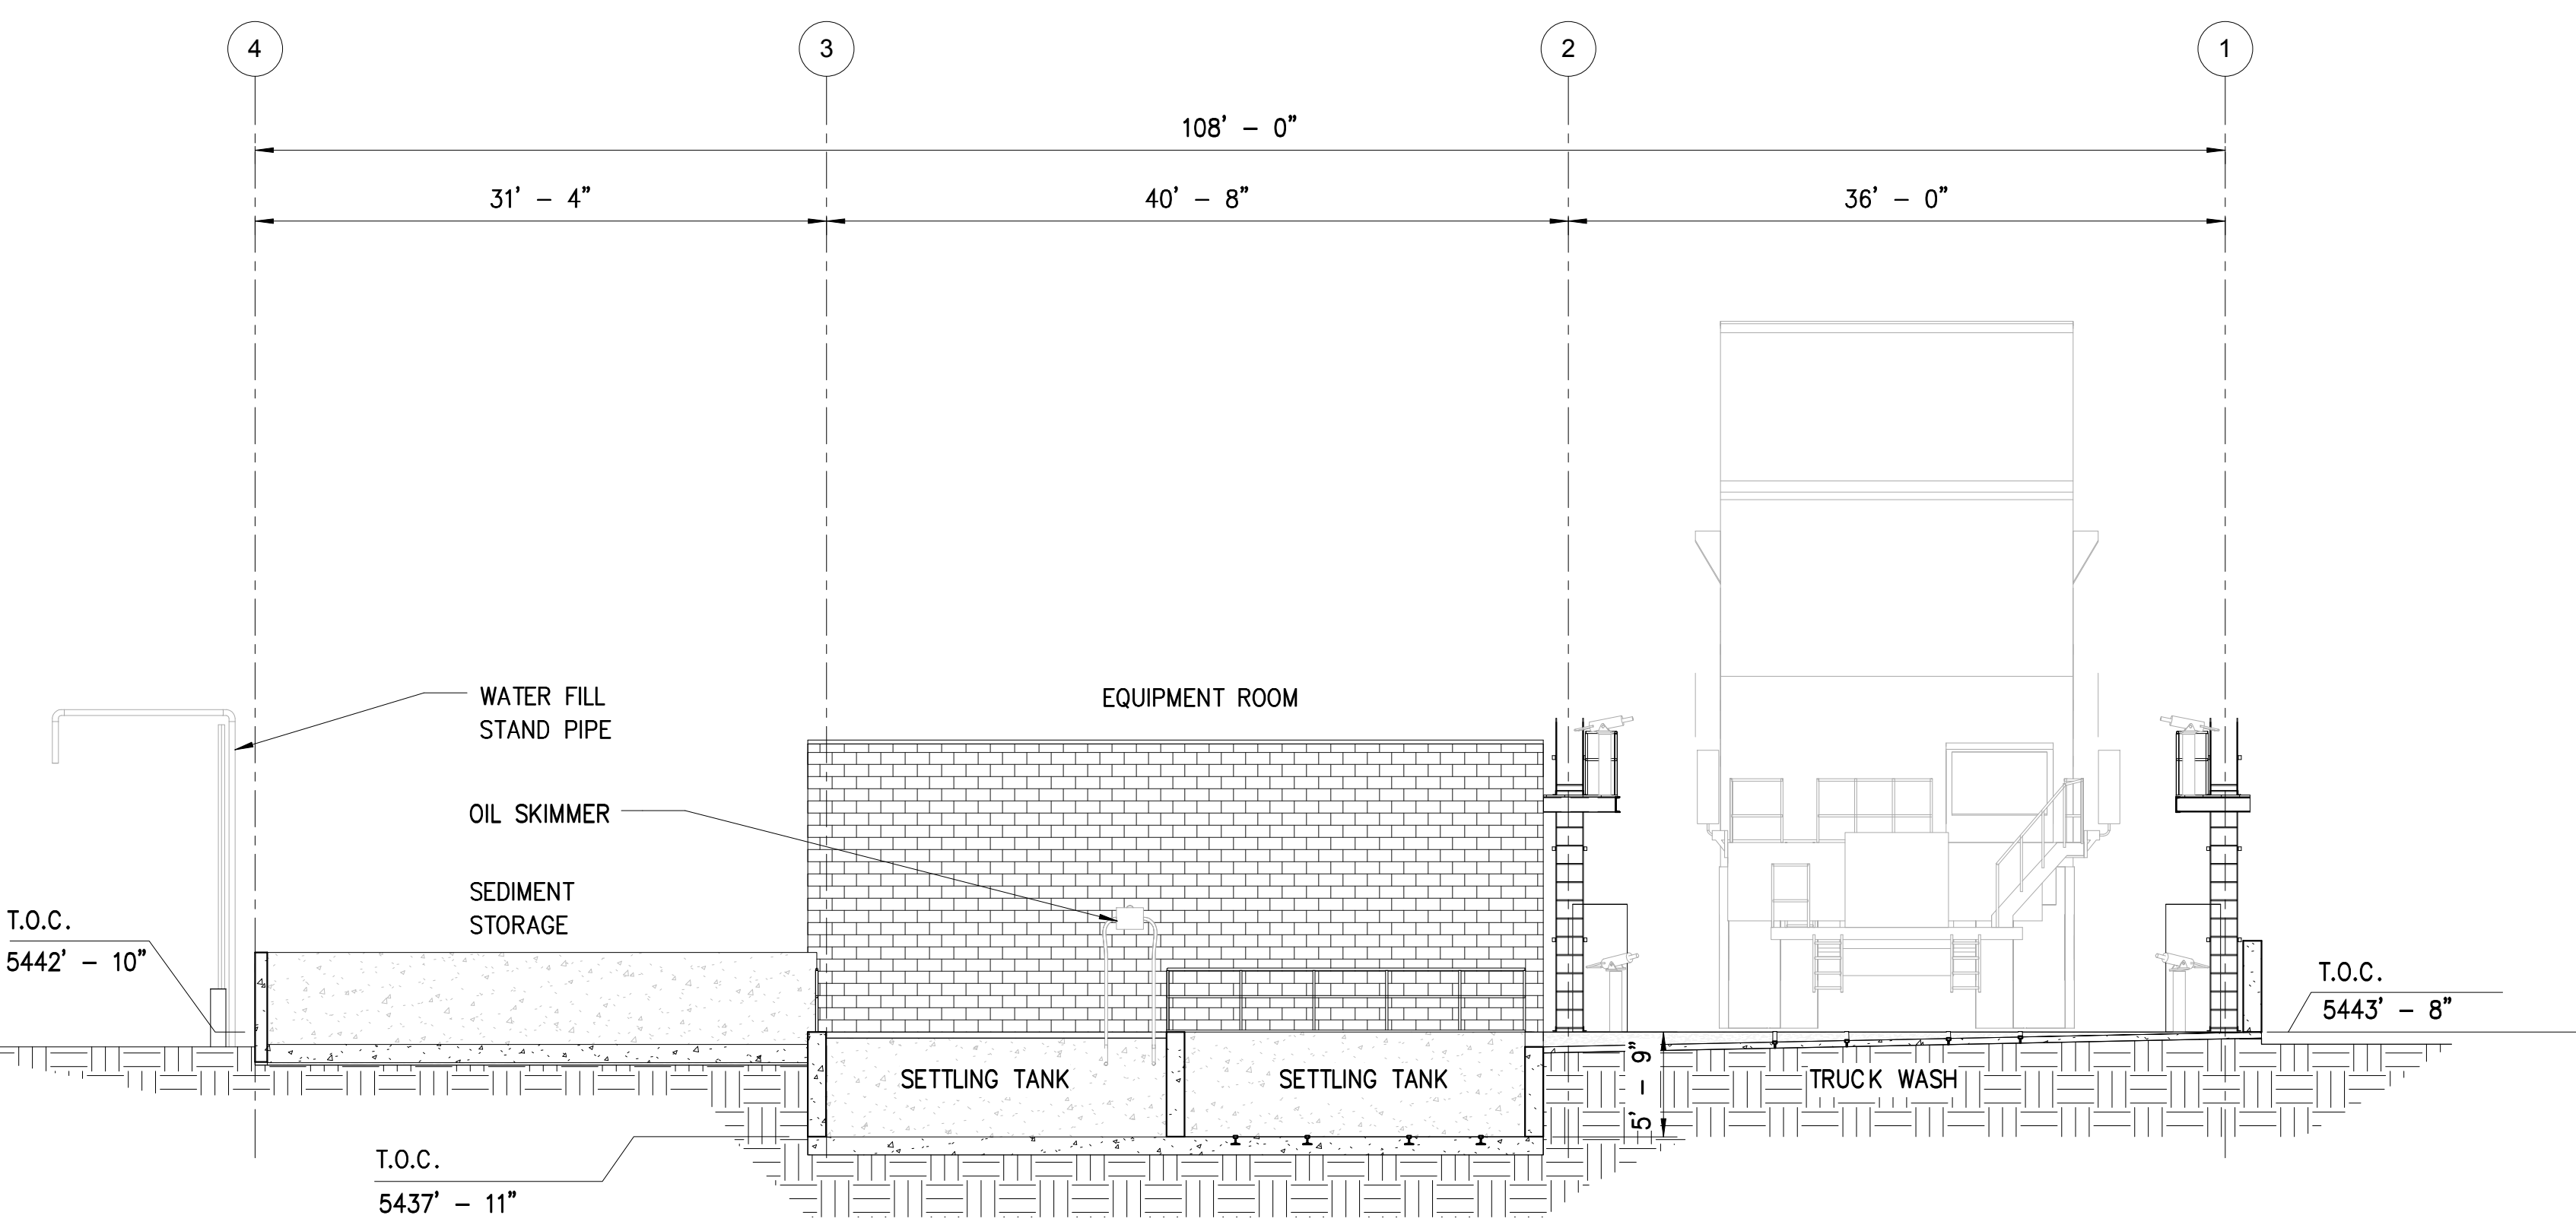 4
3
2
1
108' – 0"
31' – 4"
40' – 8"
36' – 0"
WATER FILL
STAND PIPE
EQUIPMENT ROOM
OIL SKIMMER
SEDIMENT
STORAGE
T.O.C.
5442' – 10"
T.O.C.
5443' – 8"
SETTLING TANK
SETTLING TANK
5' – 9"
TRUCK WASH
T.O.C.
5437' – 11"